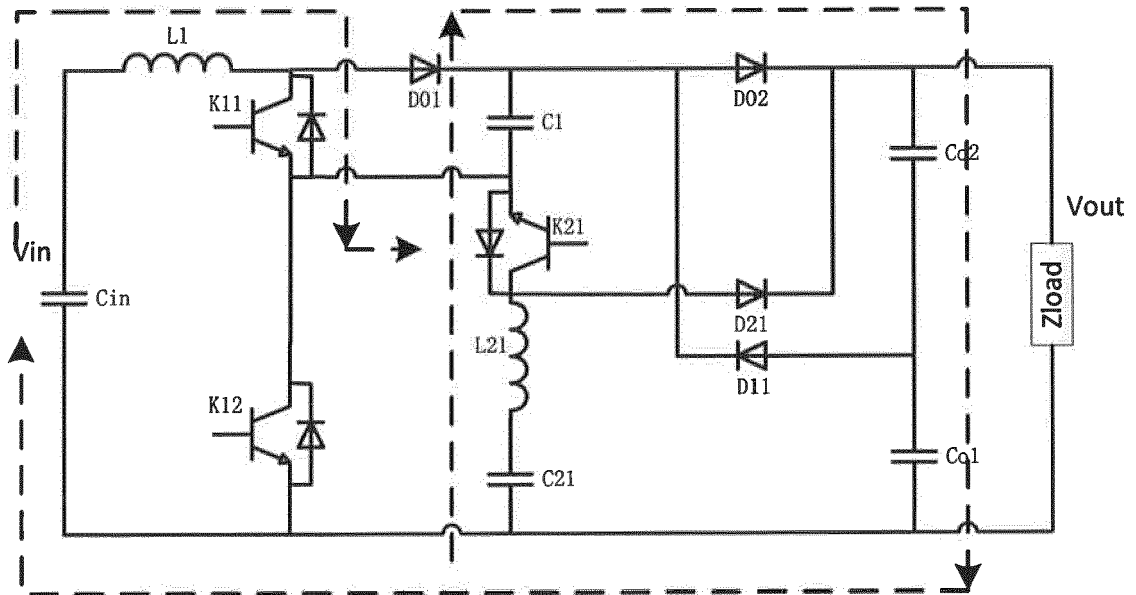 L1
D01
D02
K11
C1
Co2
K21
Vout
Vin
Cin
D21
Zload
L21
D11
K12
C21
Co1